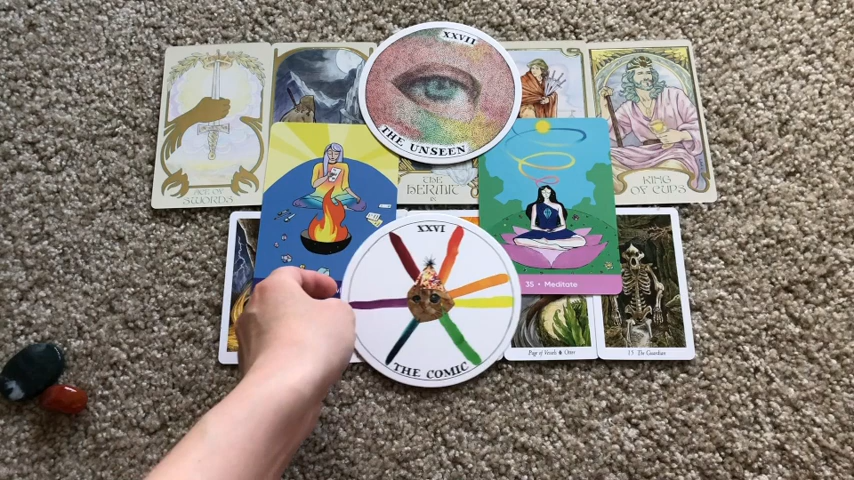 XXVII
THE UNSEEN
ACE OF
SWORDS
THE
HERMIT
IX
KING
OF CUPS
35 • Meditate
XXVI
THE COMIC
Page of Vessels ♦ Otter
15 The Guardian